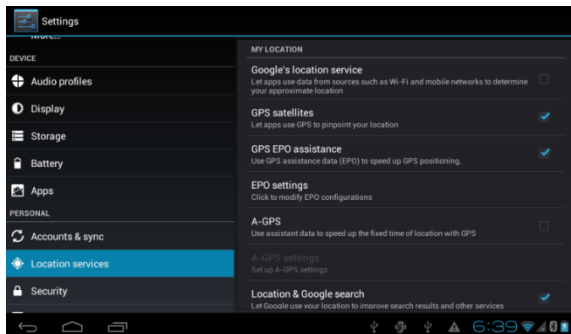 Settings
DEVICE
Audio profiles
Display
Storage
Battery
Apps
PERSONAL
Accounts & sync
Location services
Security
MY LOCATION
Google's location service
Let apps use data from sources such as Wi-Fi and mobile networks to determine
your approximate location
GPS satellites
Let apps use GPS to pinpoint your location
GPS EPO assistance
Use GPS assistance data (EPO) to speed up GPS positioning.
EPO settings
Click to modify EPO configurations
A-GPS
Use assistant data to speed up the fixed time of location with GPS
A-GPS settings
Set up A-GPS settings
Location & Google search
Let Google use your location to improve search results and other services
6:39